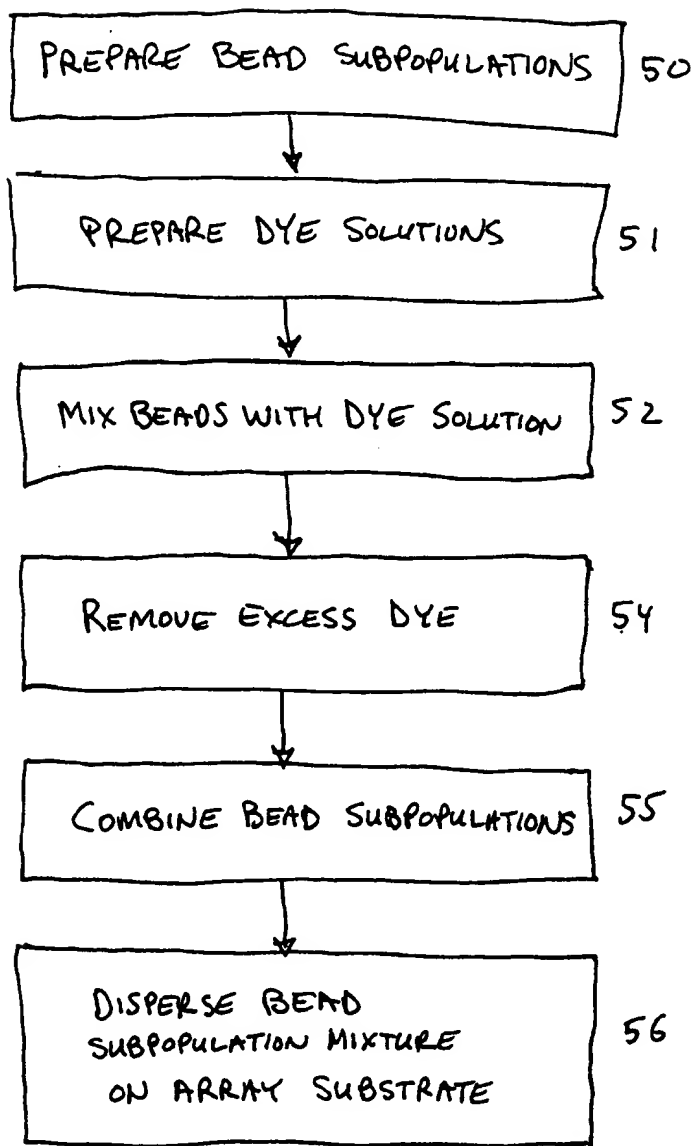 PREPARE BEAD SUBPOPULATIONS 50
PREPARE DYE SOLUTIONS 51
MIX BEADS WITH DYE SOLUTION 52
REMOVE EXCESS DYE 54
COMBINE BEAD SUBPOPULATIONS 55
DISPERSE BEAD
SUBPOPULATION MIXTURE 56
ON ARRAY SUBSTRATE